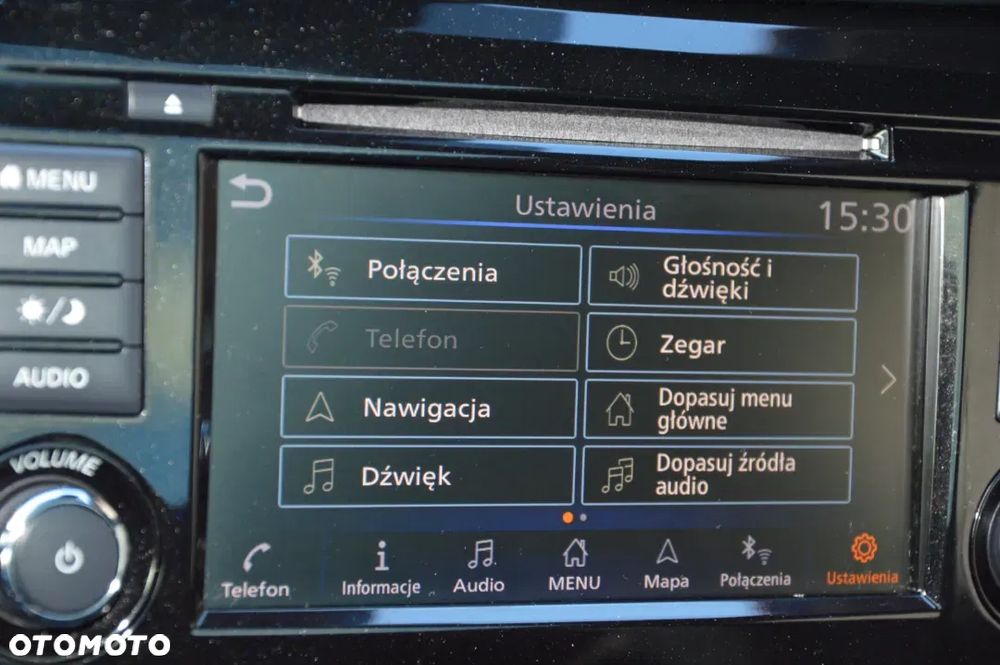 MENU
MAP
AUDIO
VOLUME
Ustawienia
15:30
Połączenia
Głośność i
dźwięki
Telefon
Zegar
Nawigacja
Dopasuj menu
główne
Dźwięk
Dopasuj źródła
audio
Telefon
Informacje
Audio
MENU
Mapa
Połączenia
Ustawienia
OTOMOTO